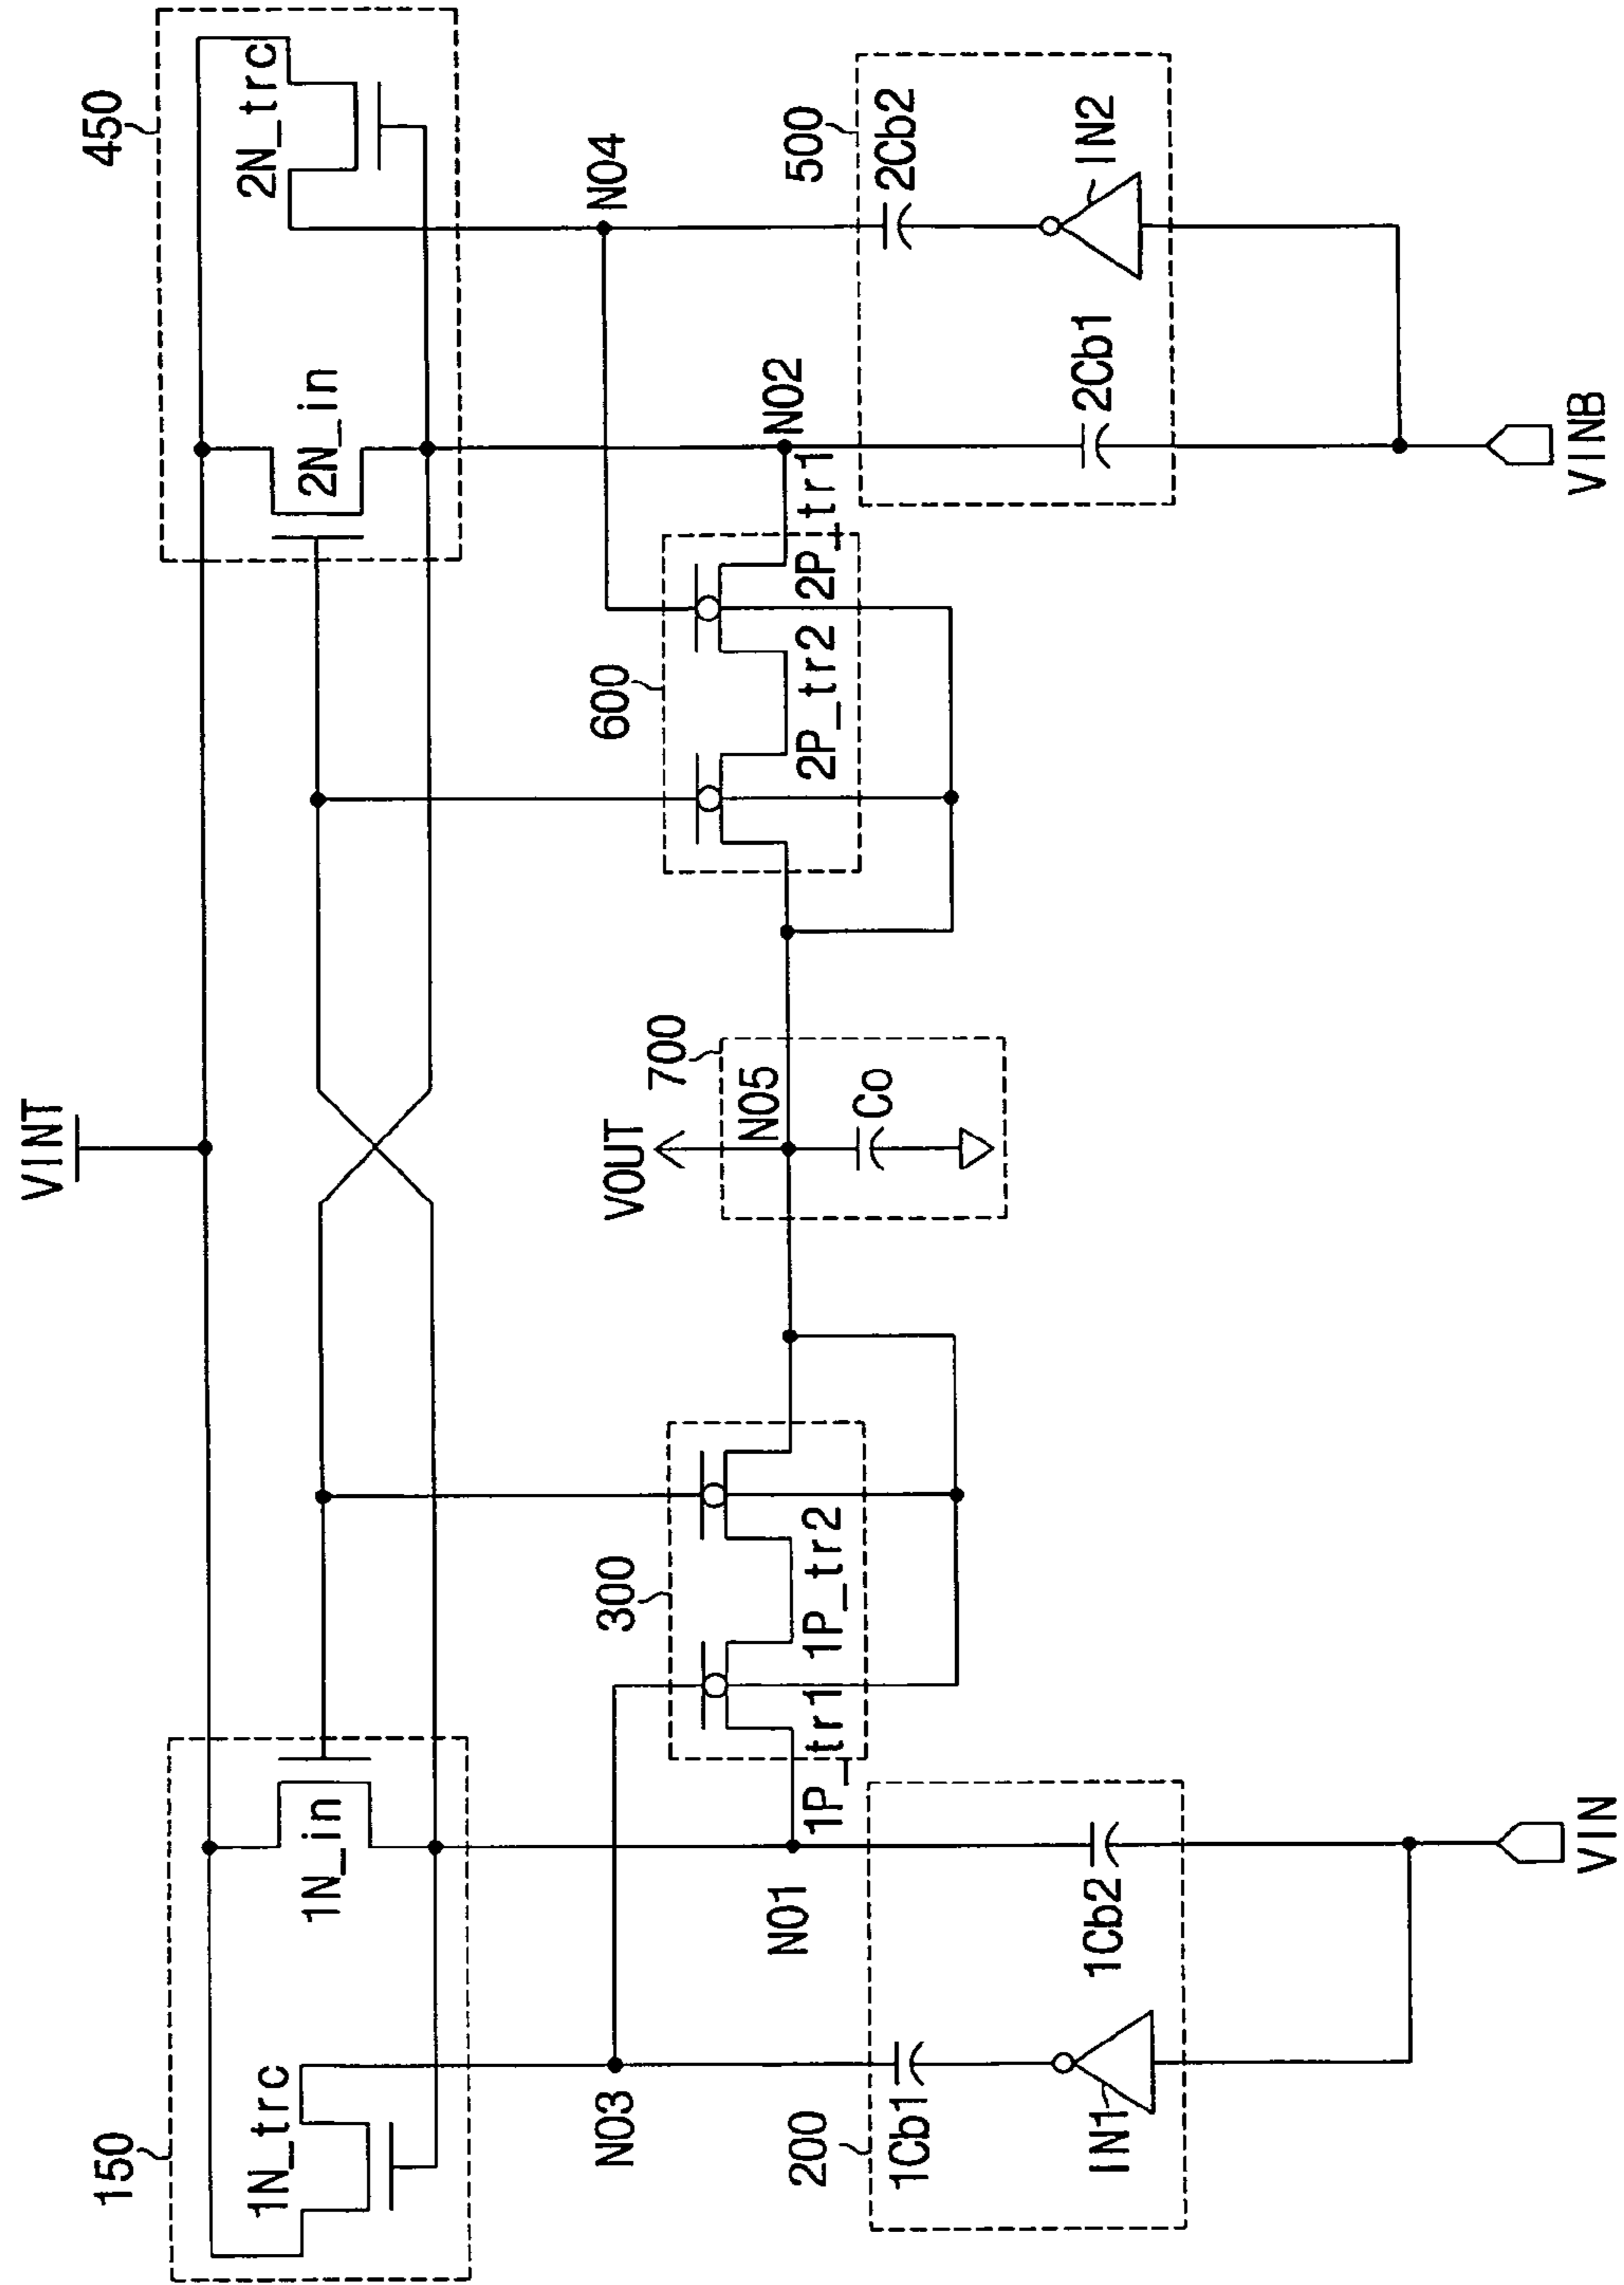 VINT
150
1N_trc
1N_in
450
2N_in
2N_trc
N03
300
VOUT
700
600
N04
N01
1P_tr1
1P_tr2
N05
2P_tr2
2P_tr1
N02
200
1Cb1
Co
500
2Cb2
IN1
1Cb2
2Cb1
IN2
VIN
VINB